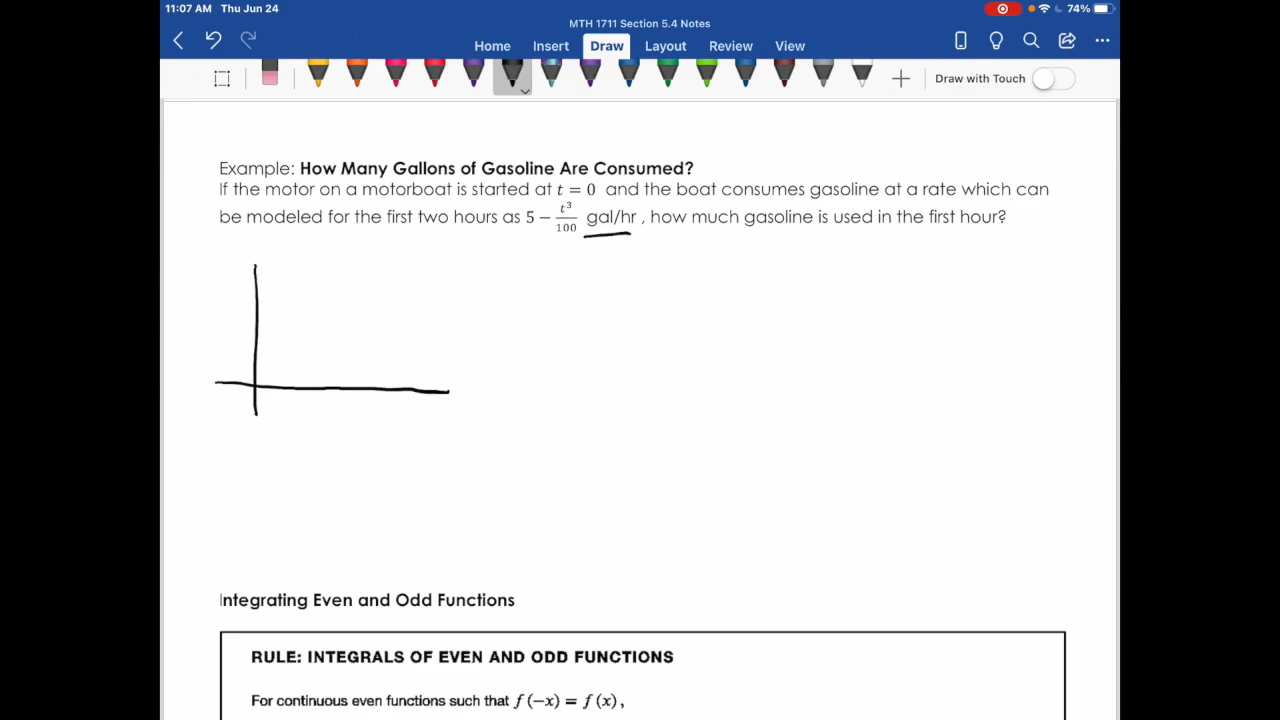 11:07 AM Thu Jun 24
74%
MTH 1711 Section 5.4 Notes
Home Insert Draw Layout Review View
Draw with Touch
Example: How Many Gallons of Gasoline Are Consumed?
If the motor on a motorboat is started at t = 0 and the boat consumes gasoline at a rate which can
be modeled for the first two hours as 5 − t³/100 gal/hr , how much gasoline is used in the first hour?
Integrating Even and Odd Functions
RULE: INTEGRALS OF EVEN AND ODD FUNCTIONS
For continuous even functions such that f (−x) = f (x),